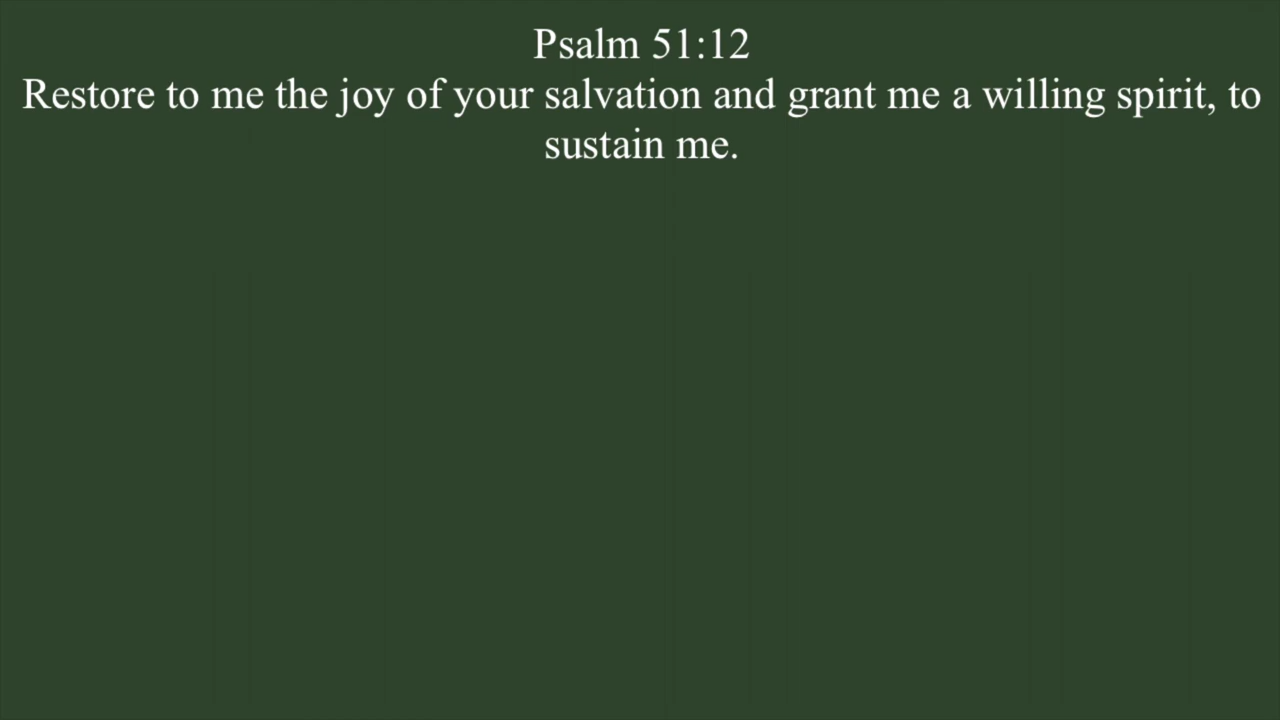 Psalm 51:12
Restore to me the joy of your salvation and grant me a willing spirit, to
sustain me.